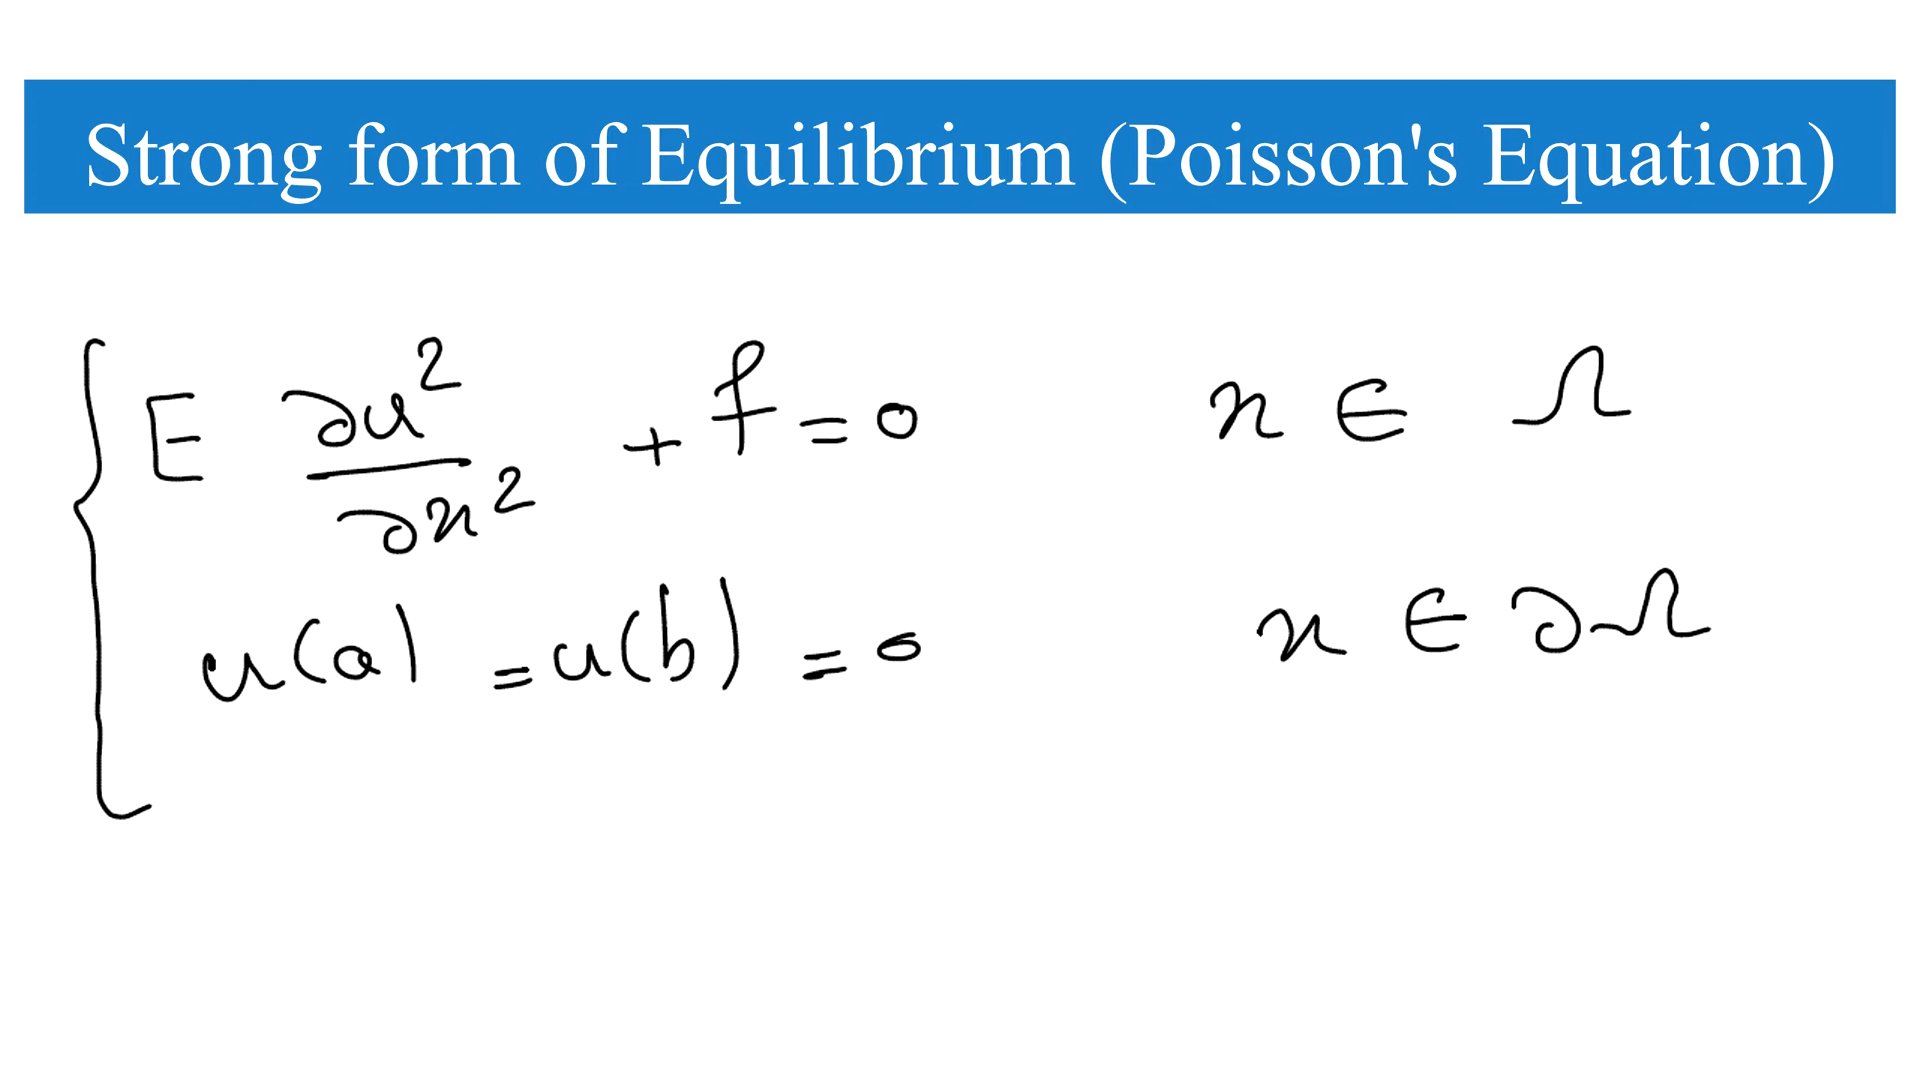 Strong form of Equilibrium (Poisson's Equation)
E ∂u²/∂x² + f = 0 x ∈ Ω
u(a) = u(b) = 0 x ∈ ∂Ω